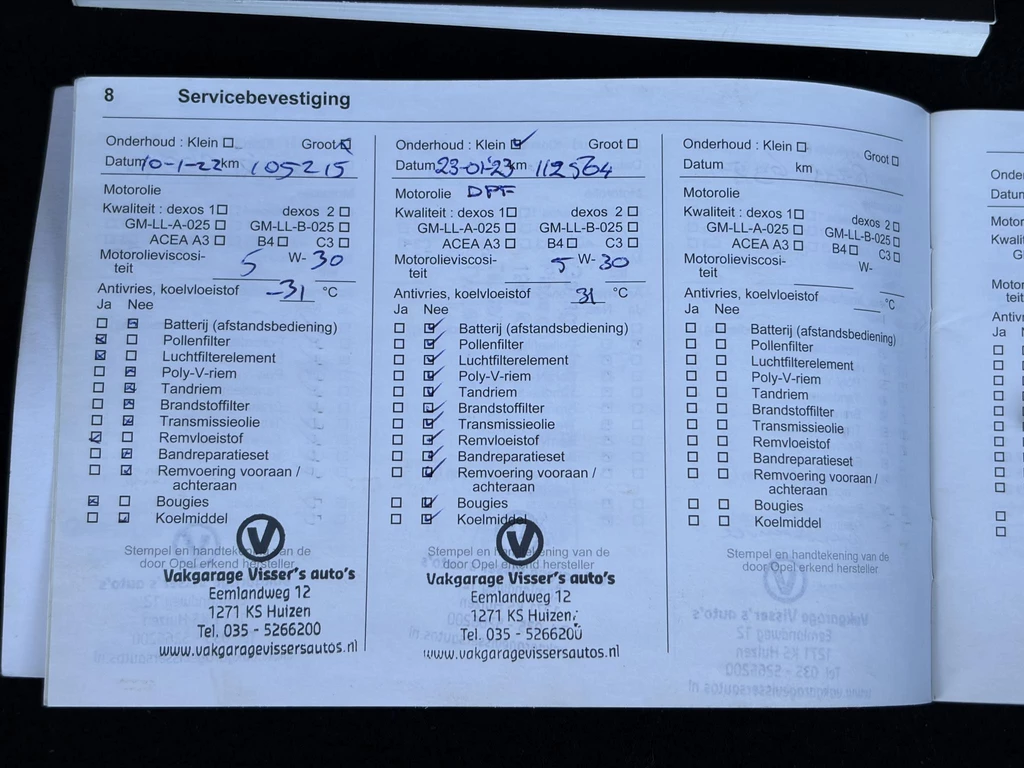 8 Servicebevestiging
Onderhoud : Klein ☐ Groot ☑
Datum 10-1-22 km 105215
Motorolie
Kwaliteit : dexos 1 ☐ dexos 2 ☐
GM-LL-A-025 ☐ GM-LL-B-025 ☐
ACEA A3 ☐ B4 ☐ C3 ☐
Motorolieviscosi-
teit 5 W- 30
Antivries, koelvloeistof -31 °C
Ja Nee
☐ ☑ Batterij (afstandsbediening)
☑ ☐ Pollenfilter
☑ ☐ Luchtfilterelement
☐ ☑ Poly-V-riem
☐ ☑ Tandriem
☐ ☑ Brandstoffilter
☐ ☑ Transmissieolie
☑ ☐ Remvloeistof
☐ ☑ Bandreparatieset
☐ ☑ Remvoering vooraan /
achteraan
☑ ☐ Bougies
☐ ☑ Koelmiddel
Stempel en handtekening van de
door Opel erkend hersteller
Vakgarage Visser's auto's
Eemlandweg 12
1271 KS Huizen
Tel. 035 - 5266200
www.vakgaragevissersautos.nl
Onderhoud : Klein ☑ Groot ☐
Datum 23-01-23 km 112564
Motorolie DPF
Kwaliteit : dexos 1 ☐ dexos 2 ☐
GM-LL-A-025 ☐ GM-LL-B-025 ☐
ACEA A3 ☐ B4 ☐ C3 ☐
Motorolieviscosi-
teit 5 W- 30
Antivries, koelvloeistof 31 °C
Ja Nee
☐ ☑ Batterij (afstandsbediening)
☐ ☑ Pollenfilter
☐ ☑ Luchtfilterelement
☐ ☑ Poly-V-riem
☐ ☑ Tandriem
☐ ☑ Brandstoffilter
☐ ☑ Transmissieolie
☐ ☑ Remvloeistof
☐ ☑ Bandreparatieset
☐ ☑ Remvoering vooraan /
achteraan
☐ ☑ Bougies
☐ ☑ Koelmiddel
Stempel en handtekening van de
door Opel erkend hersteller
Vakgarage Visser's auto's
Eemlandweg 12
1271 KS Huizen
Tel. 035 - 5266200
www.vakgaragevissersautos.nl
Onderhoud : Klein ☐ Groot ☐
Datum km
Motorolie
Kwaliteit : dexos 1 ☐ dexos 2 ☐
GM-LL-A-025 ☐ GM-LL-B-025 ☐
ACEA A3 ☐ B4 ☐ C3 ☐
Motorolieviscosi-
teit W-
Antivries, koelvloeistof °C
Ja Nee
☐ ☐ Batterij (afstandsbediening)
☐ ☐ Pollenfilter
☐ ☐ Luchtfilterelement
☐ ☐ Poly-V-riem
☐ ☐ Tandriem
☐ ☐ Brandstoffilter
☐ ☐ Transmissieolie
☐ ☐ Remvloeistof
☐ ☐ Bandreparatieset
☐ ☐ Remvoering vooraan /
achteraan
☐ ☐ Bougies
☐ ☐ Koelmiddel
Stempel en handtekening van de
door Opel erkend hersteller